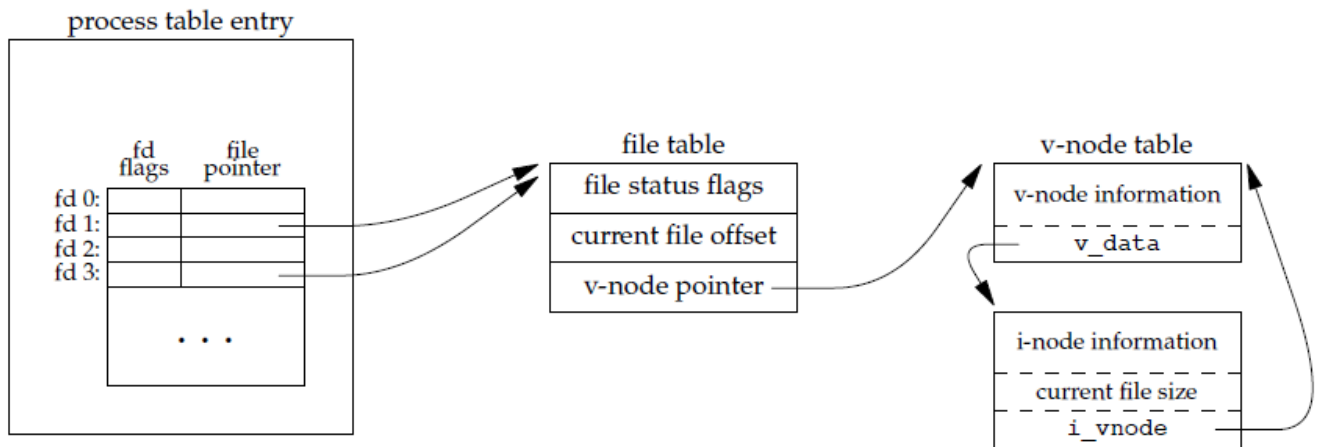 process table entry
fd
flags
file
pointer
fd 0:
fd 1:
fd 2:
fd 3:
. . .
file table
file status flags
current file offset
v-node pointer
v-node table
v-node information
v_data
i-node information
current file size
i_vnode